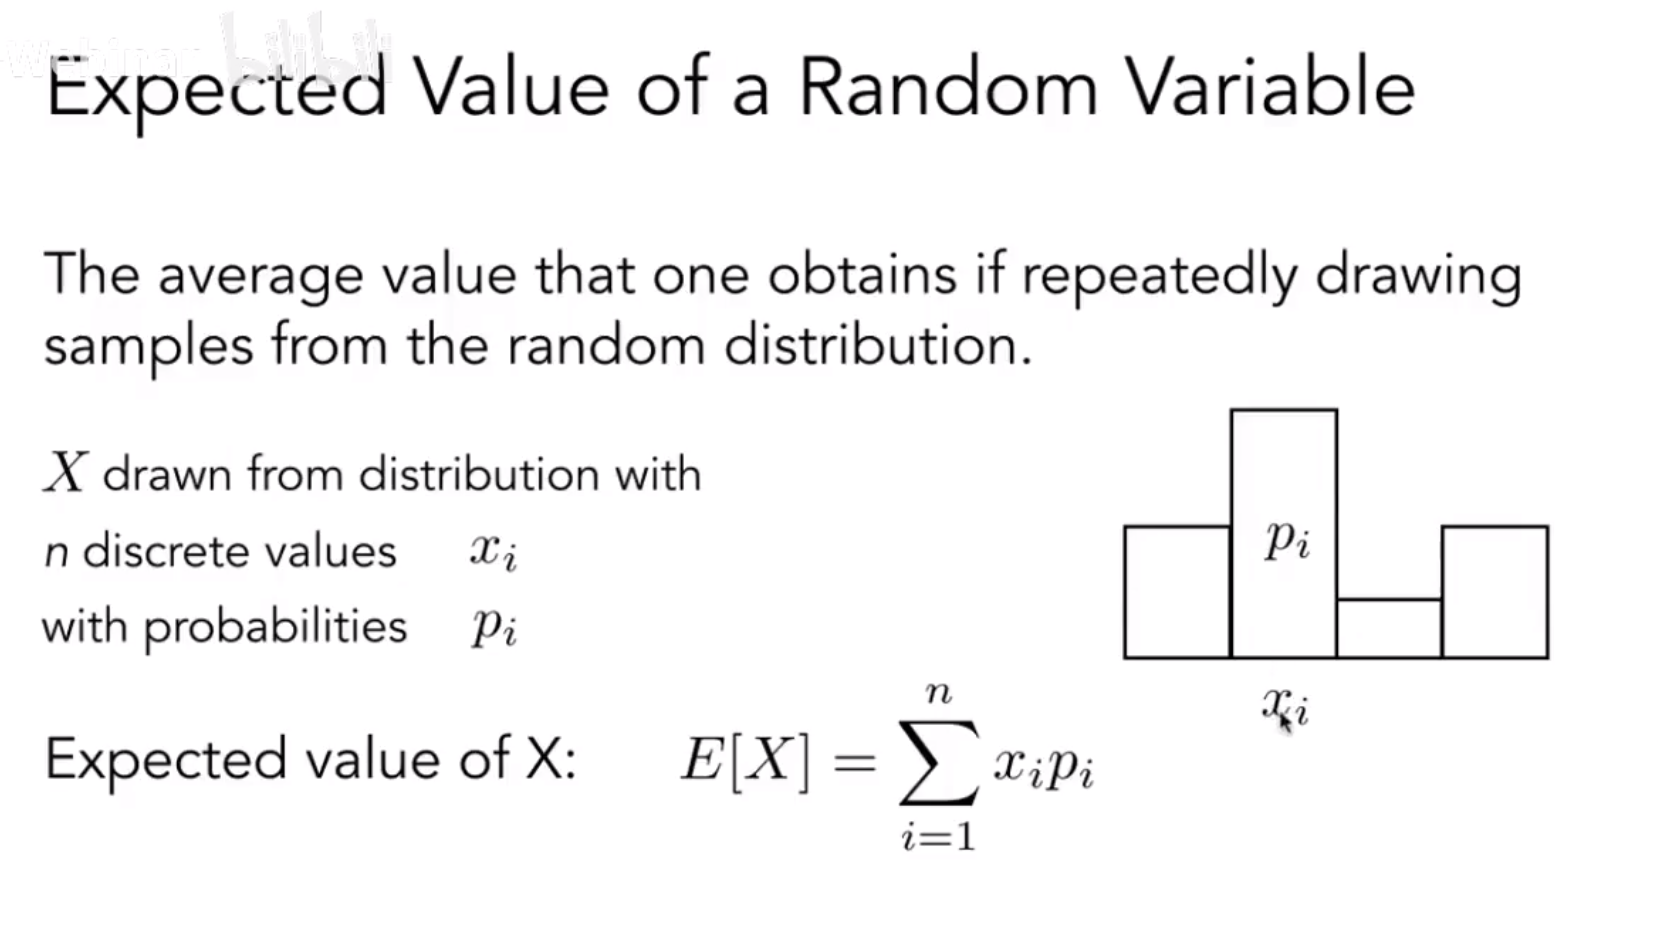 Webinar bilibili
Expected Value of a Random Variable
The average value that one obtains if repeatedly drawing
samples from the random distribution.
X drawn from distribution with
n discrete values x_i
with probabilities p_i
p_i
x_i
Expected value of X: E[X] = \sum_{i=1}^{n} x_i p_i